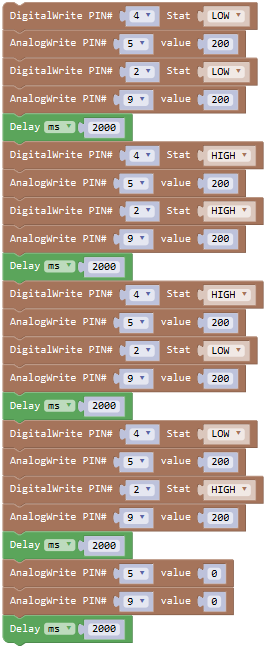 DigitalWrite PIN# 4 Stat LOW
AnalogWrite PIN# 5 value 200
DigitalWrite PIN# 2 Stat LOW
AnalogWrite PIN# 9 value 200
Delay ms 2000
DigitalWrite PIN# 4 Stat HIGH
AnalogWrite PIN# 5 value 200
DigitalWrite PIN# 2 Stat HIGH
AnalogWrite PIN# 9 value 200
Delay ms 2000
DigitalWrite PIN# 4 Stat HIGH
AnalogWrite PIN# 5 value 200
DigitalWrite PIN# 2 Stat LOW
AnalogWrite PIN# 9 value 200
Delay ms 2000
DigitalWrite PIN# 4 Stat LOW
AnalogWrite PIN# 5 value 200
DigitalWrite PIN# 2 Stat HIGH
AnalogWrite PIN# 9 value 200
Delay ms 2000
AnalogWrite PIN# 5 value 0
AnalogWrite PIN# 9 value 0
Delay ms 2000